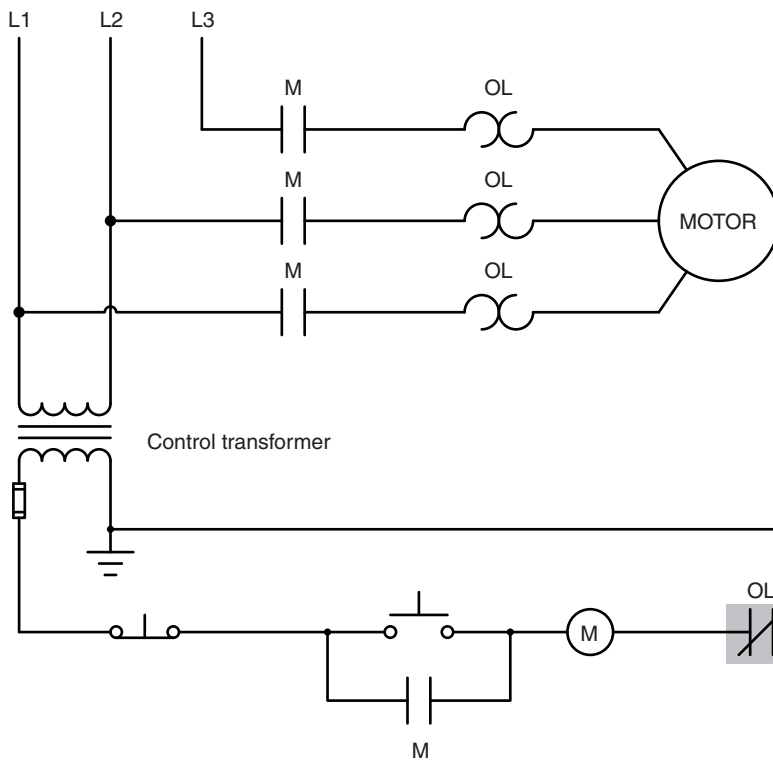 L1 L2 L3
M OL
M OL
MOTOR
M OL
Control transformer
OL
M
M